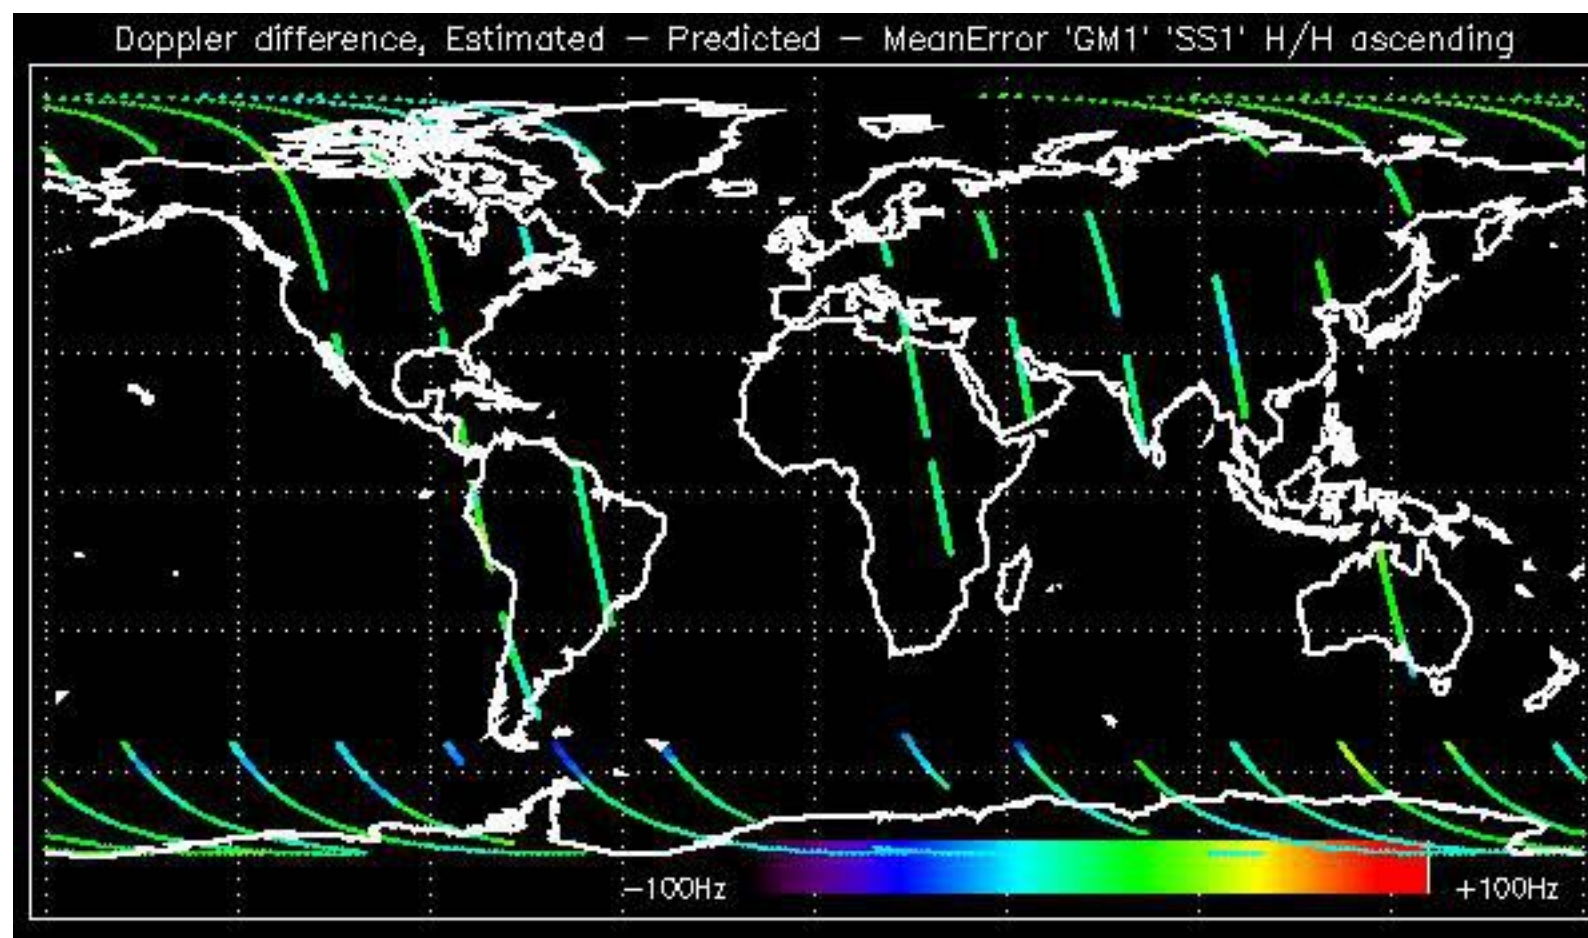 Doppler difference, Estimated – Predicted – MeanError 'GM1' 'SS1' H/H ascending
–100Hz
+100Hz